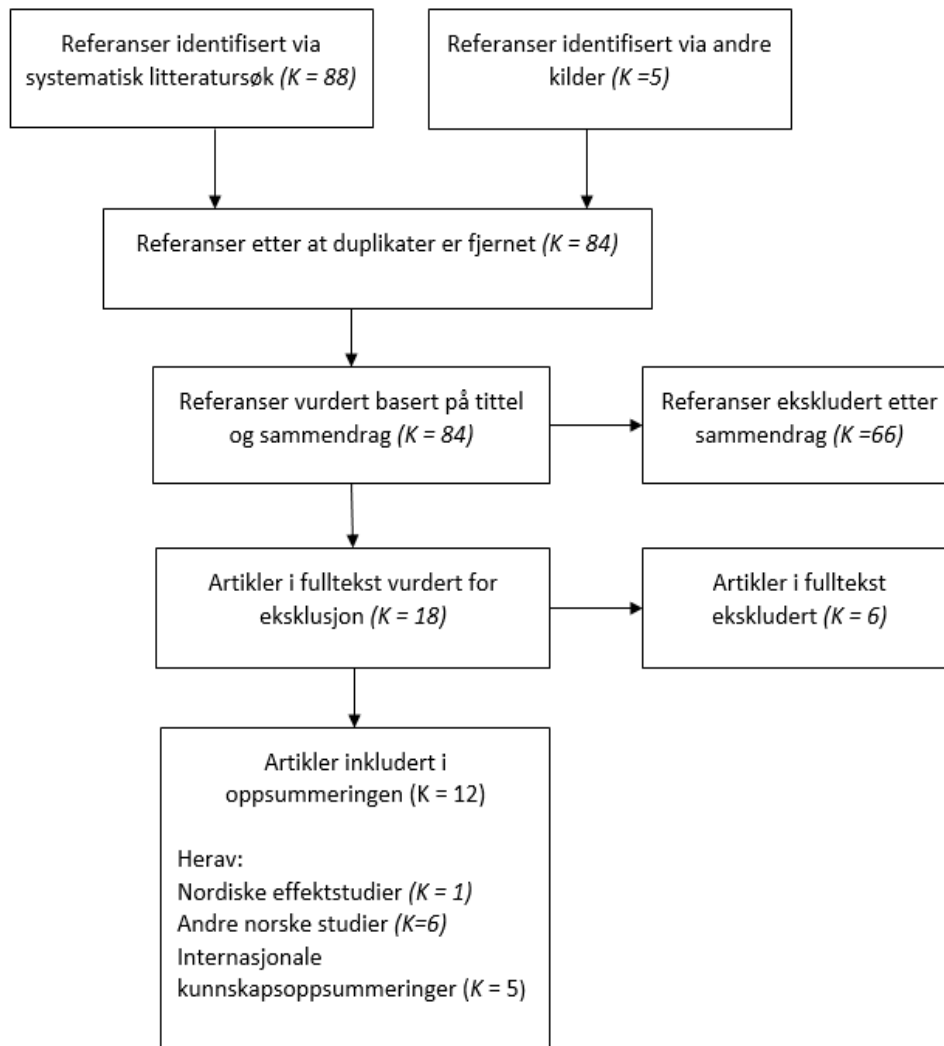 Referanser identifisert via
systematisk litteratursøk (K = 88)
Referanser identifisert via andre
kilder (K =5)
Referanser etter at duplikater er fjernet (K = 84)
Referanser vurdert basert på tittel
og sammendrag (K = 84)
Referanser ekskludert etter
sammendrag (K =66)
Artikler i fulltekst vurdert for
eksklusjon (K = 18)
Artikler i fulltekst
ekskludert (K = 6)
Artikler inkludert i
oppsummeringen (K = 12)
Herav:
Nordiske effektstudier (K = 1)
Andre norske studier (K=6)
Internasjonale
kunnskapsoppsummeringer (K = 5)